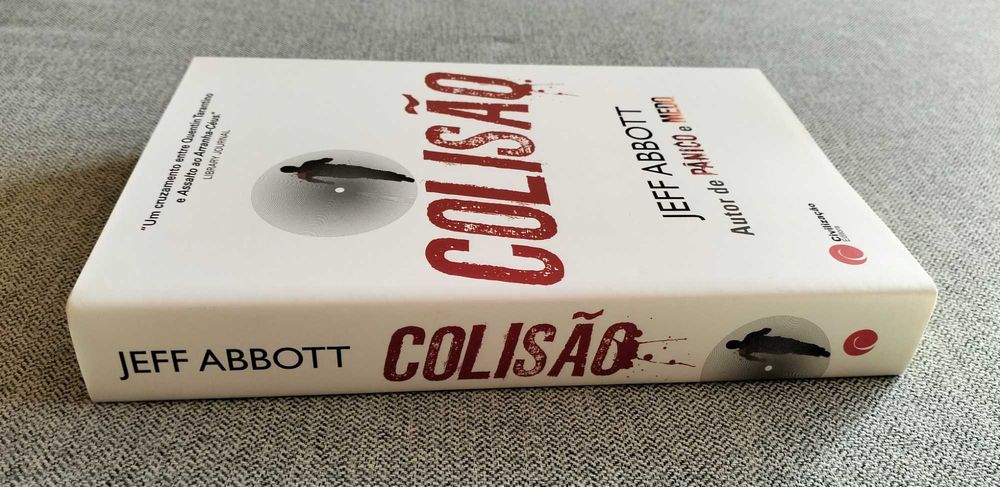 "Um cruzamento entre Quentin Tarantino
e Assalto ao Arranha-Céus"
LIBRARY JOURNAL
COLISÃO
JEFF ABBOTT
Autor de PÂNICO e MEDO
Civilização
Editora
JEFF ABBOTT
COLISÃO